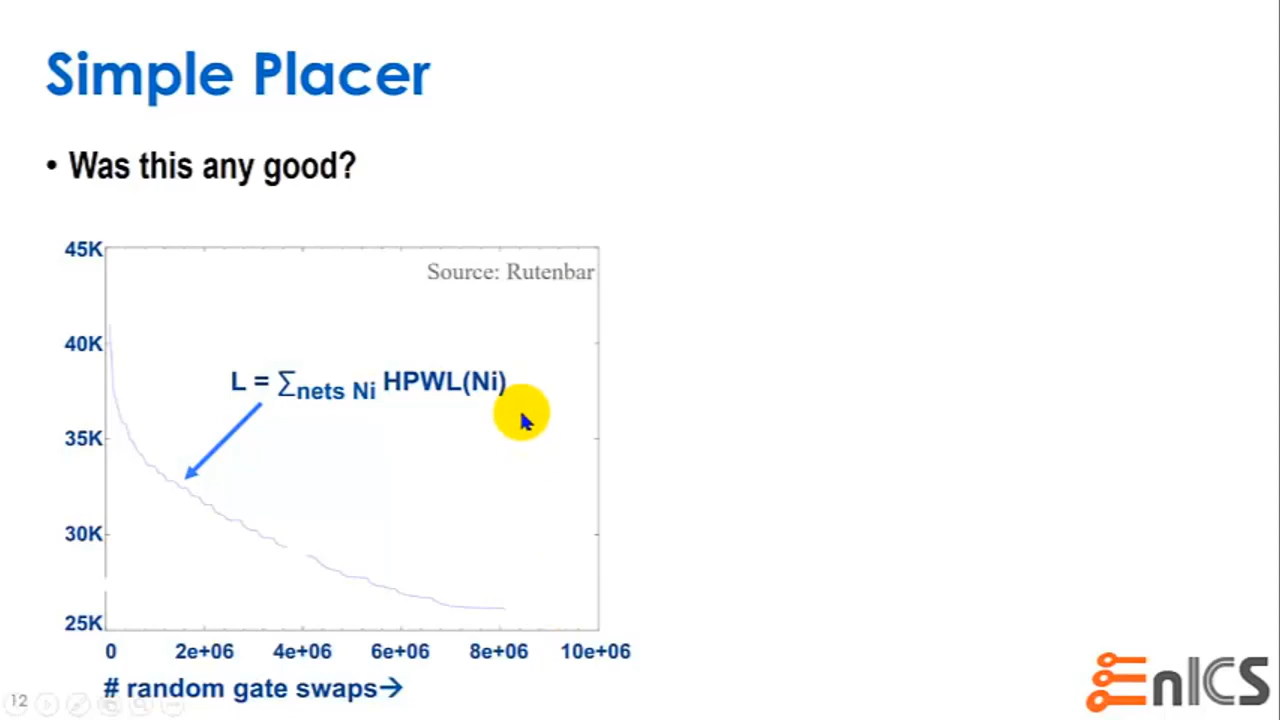 Simple Placer
• Was this any good?
45K
Source: Rutenbar
40K
L = ∑nets Ni HPWL(Ni)
35K
30K
25K
0 2e+06 4e+06 6e+06 8e+06 10e+06
# random gate swaps→
12
EnICS